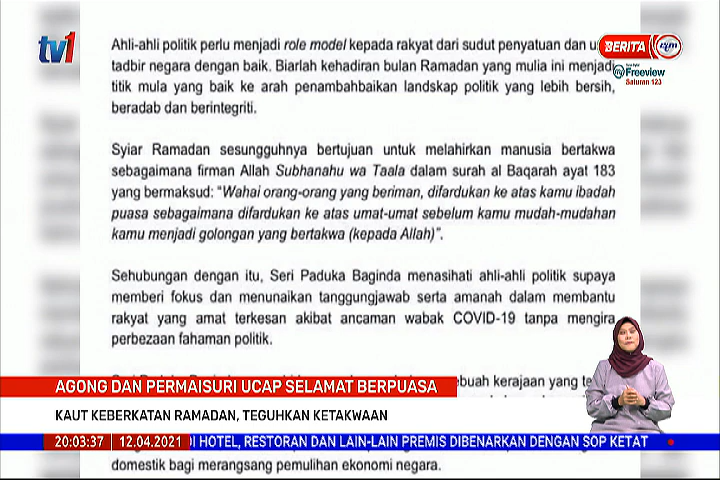 Ahli-ahli politik perlu menjadi role model kepada rakyat dari sudut penyatuan dan
tadbir negara dengan baik. Biarlah kehadiran bulan Ramadan yang mulia ini menjadi
titik mula yang baik ke arah penambahbaikan landskap politik yang lebih bersih,
beradab dan berintegriti.
Syiar Ramadan sesungguhnya bertujuan untuk melahirkan manusia bertakwa
sebagaimana firman Allah Subhanahu wa Taala dalam surah al Baqarah ayat 183
yang bermaksud: "Wahai orang-orang yang beriman, difardukan ke atas kamu ibadah
puasa sebagaimana difardukan ke atas umat-umat sebelum kamu mudah-mudahan
kamu menjadi golongan yang bertakwa (kepada Allah)".
Sehubungan dengan itu, Seri Paduka Baginda menasihati ahli-ahli politik supaya
memberi fokus dan menunaikan tanggungjawab serta amanah dalam membantu
rakyat yang amat terkesan akibat ancaman wabak COVID-19 tanpa mengira
perbezaan fahaman politik.
tv1
BERITA rtm
myFreeview
Saluran 123
sebuah kerajaan yang
AGONG DAN PERMAISURI UCAP SELAMAT BERPUASA
KAUT KEBERKATAN RAMADAN, TEGUHKAN KETAKWAAN
20:03:37 12.04.2021 DI HOTEL, RESTORAN DAN LAIN-LAIN PREMIS DIBENARKAN DENGAN SOP KETAT
domestik bagi merangsang pemulihan ekonomi negara.